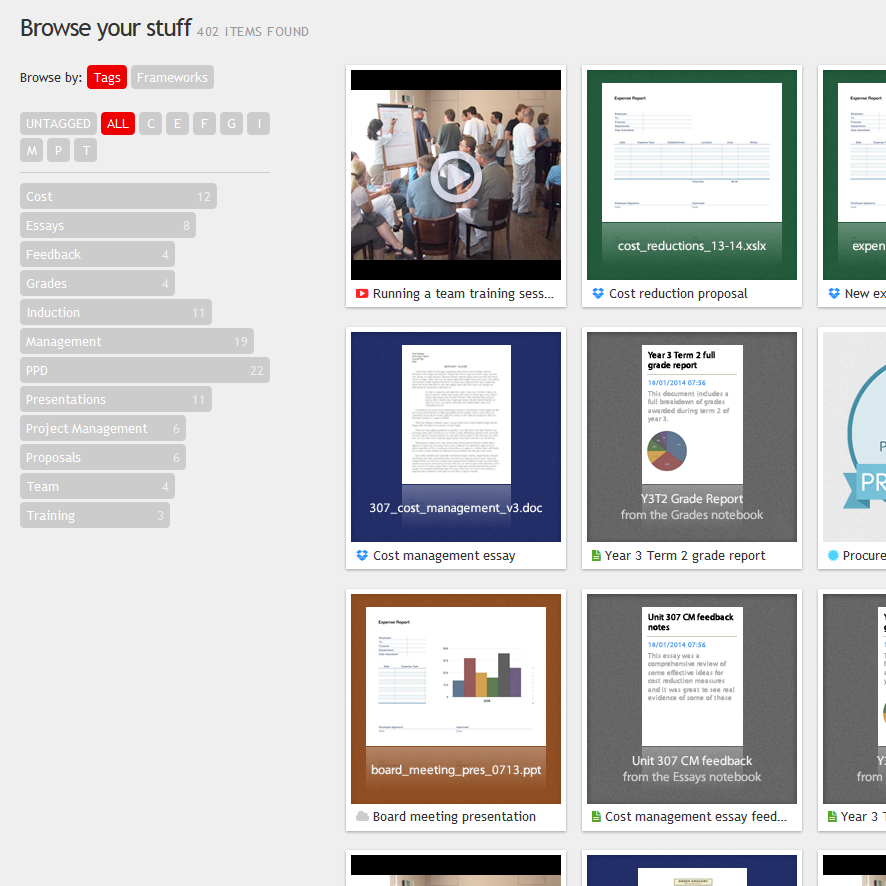 Browse your stuff 402 ITEMS FOUND
Browse by: Tags Frameworks
UNTAGGED ALL C E F G I
M P T
Cost 12
Essays 8
Feedback 4
Grades 4
Induction 11
Management 19
PPD 22
Presentations 11
Project Management 6
Proposals 6
Team 4
Training 3
Running a team training sess...
Expense Report
cost_reductions_13-14.xslx
Cost reduction proposal
Expense Report
expen
New ex
307_cost_management_v3.doc
Cost management essay
Year 3 Term 2 full
grade report
18/01/2014 07:56
This document includes a
full breakdown of grades
awarded during term 2 of
year 3.
Y3T2 Grade Report
from the Grades notebook
Year 3 Term 2 grade report
P
PR
Procure
Expense Report
board_meeting_pres_0713.ppt
Board meeting presentation
Unit 307 CM feedback
notes
18/01/2014 07:56
This essay was a
comprehensive review of
some effective ideas for
cost reduction measures
and it was great to see real
evidence of some of these
Unit 307 CM feedback
from the Essays notebook
Cost management essay feed...
Y3
from
Year 3 T